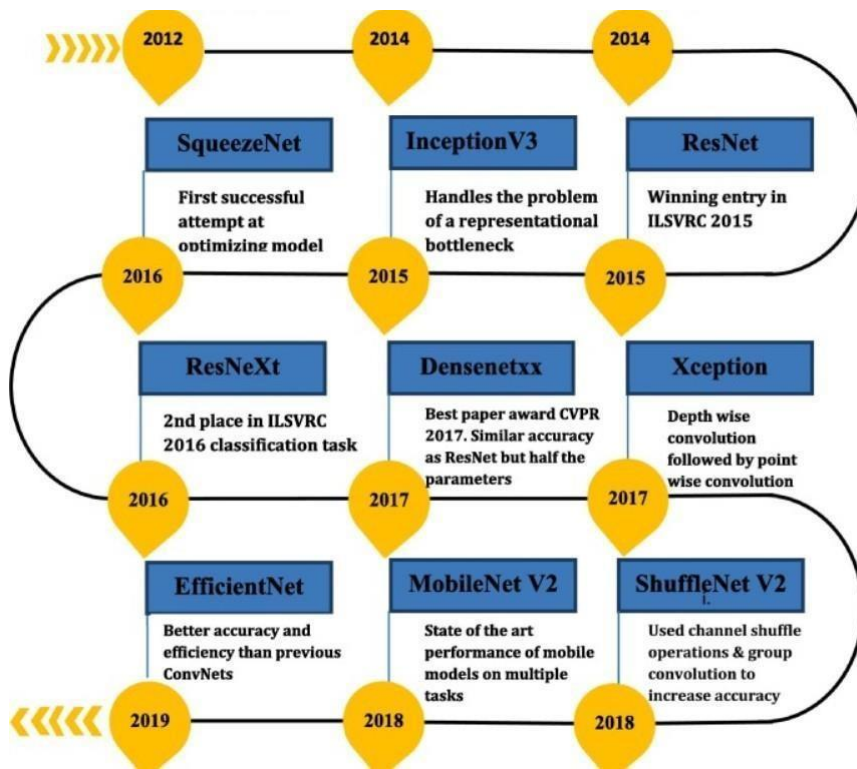 2012
2014
2014
SqueezeNet
InceptionV3
ResNet
First successful
attempt at
optimizing model
Handles the problem
of a representational
bottleneck
Winning entry in
ILSVRC 2015
2016
2015
2015
ResNeXt
Densenetxx
Xception
2nd place in ILSVRC
2016 classification task
Best paper award CVPR
2017. Similar accuracy
as ResNet but half the
parameters
Depth wise
convolution
followed by point
wise convolution
2016
2017
2017
EfficientNet
MobileNet V2
ShuffleNet V2
i.
Better accuracy and
efficiency than previous
ConvNets
State of the art
performance of mobile
models on multiple
tasks
Used channel shuffle
operations & group
convolution to
increase accuracy
2019
2018
2018